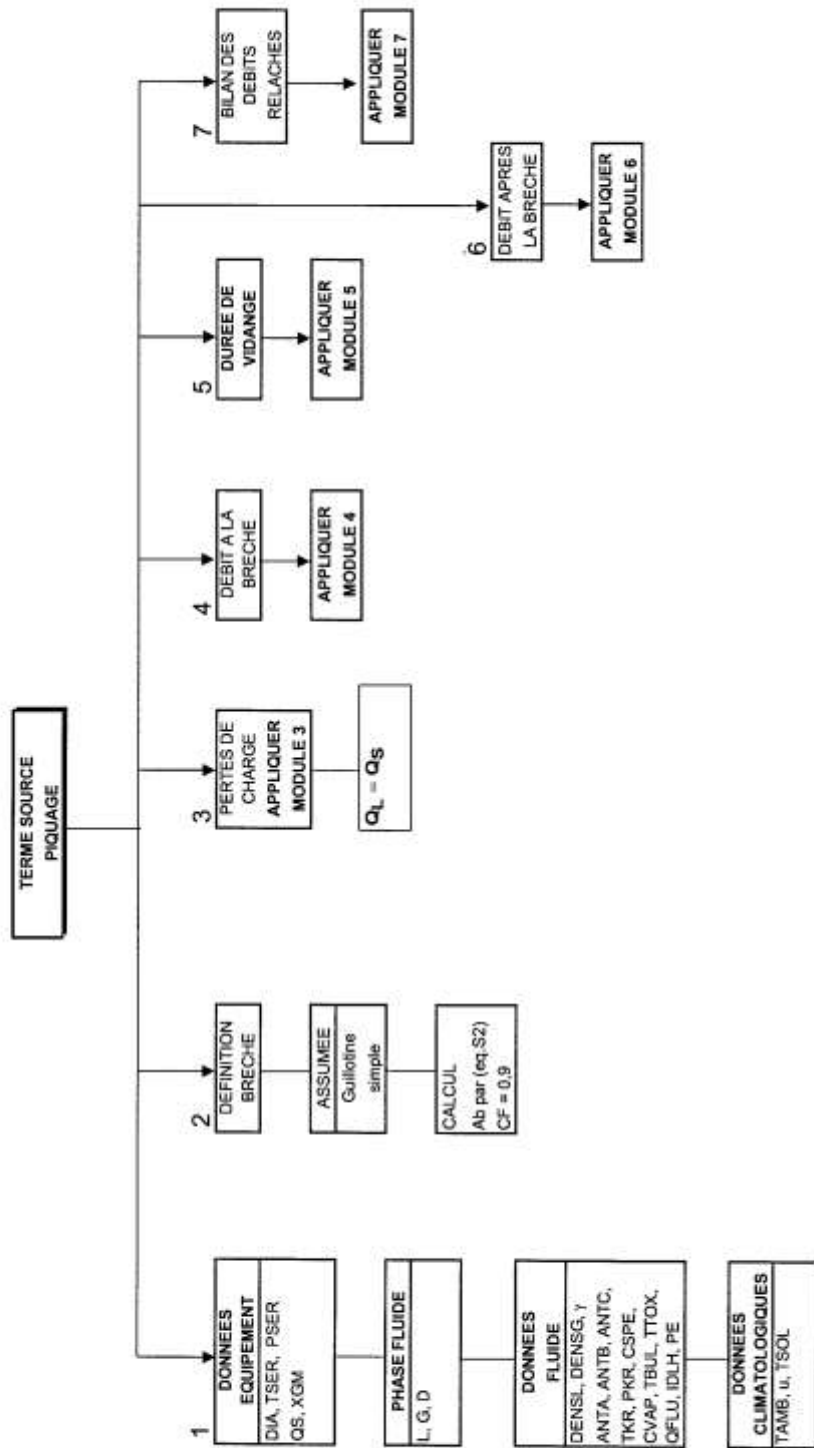 TERME SOURCE
PIQUAGE
1
DONNEES
EQUIPEMENT
DIA, TSER, PSER
QS, XGM
PHASE FLUIDE
L, G, D
DONNEES
FLUIDE
DENSL, DENSG, γ
ANTA, ANTB, ANTC,
TKR, PKR, CSPE,
CVAP, TBUL, TTOX,
QFLU, IDLH, PE
DONNEES
CLIMATOLOGIQUES
TAMB, u, TSOL
2
DEFINITION
BRECHE
ASSUMEE
Guillotine
simple
CALCUL
Ab par (eq.S2)
CF = 0,9
3
PERTES DE
CHARGE
APPLIQUER
MODULE 3
QL = QS
4
DEBIT A LA
BRECHE
APPLIQUER
MODULE 4
5
DUREE DE
VIDANGE
APPLIQUER
MODULE 5
6
DEBIT APRES
LA BRECHE
APPLIQUER
MODULE 6
7
BILAN DES
DEBITS
RELACHES
APPLIQUER
MODULE 7